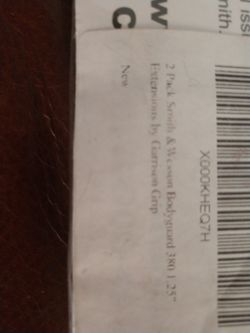 X000KHEQ7H
2 Pack Smith & Wesson Bodyguard 380 1.25"
Extensions by Garrison Grip
New